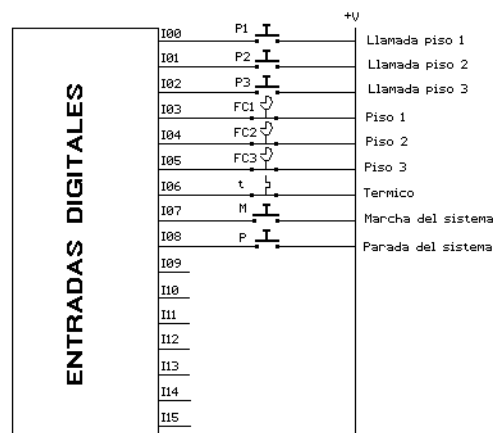 +V
I00 P1 Llamada piso 1
I01 P2 Llamada piso 2
I02 P3 Llamada piso 3
I03 FC1 Piso 1
I04 FC2 Piso 2
I05 FC3 Piso 3
I06 t Termico
I07 M Marcha del sistema
I08 P Parada del sistema
I09
I10
I11
I12
I13
I14
I15
ENTRADAS DIGITALES